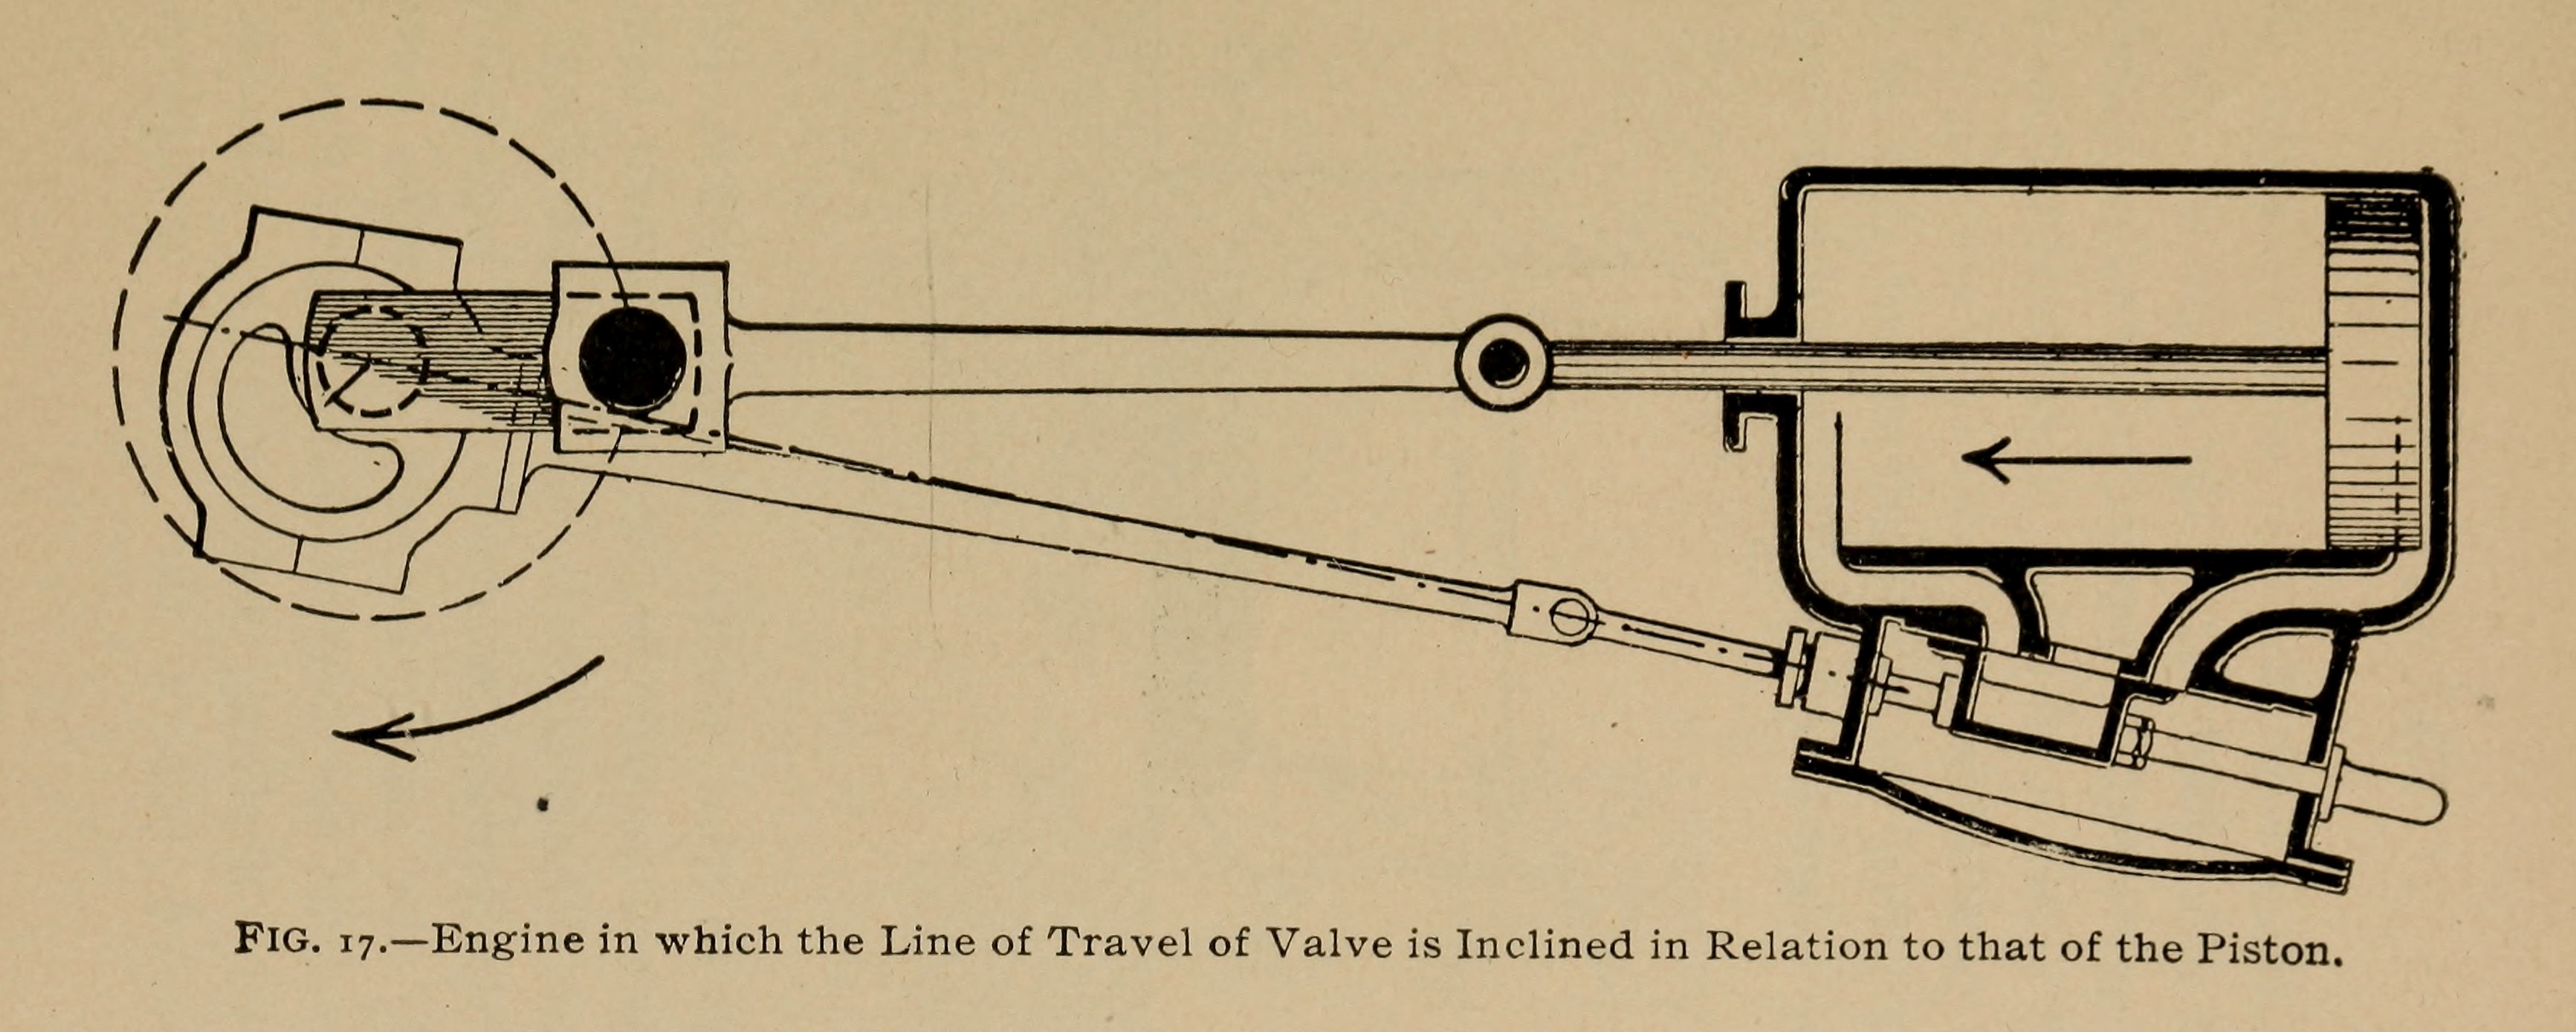 FIG. 17.—Engine in which the Line of Travel of Valve is Inclined in Relation to that of the Piston.